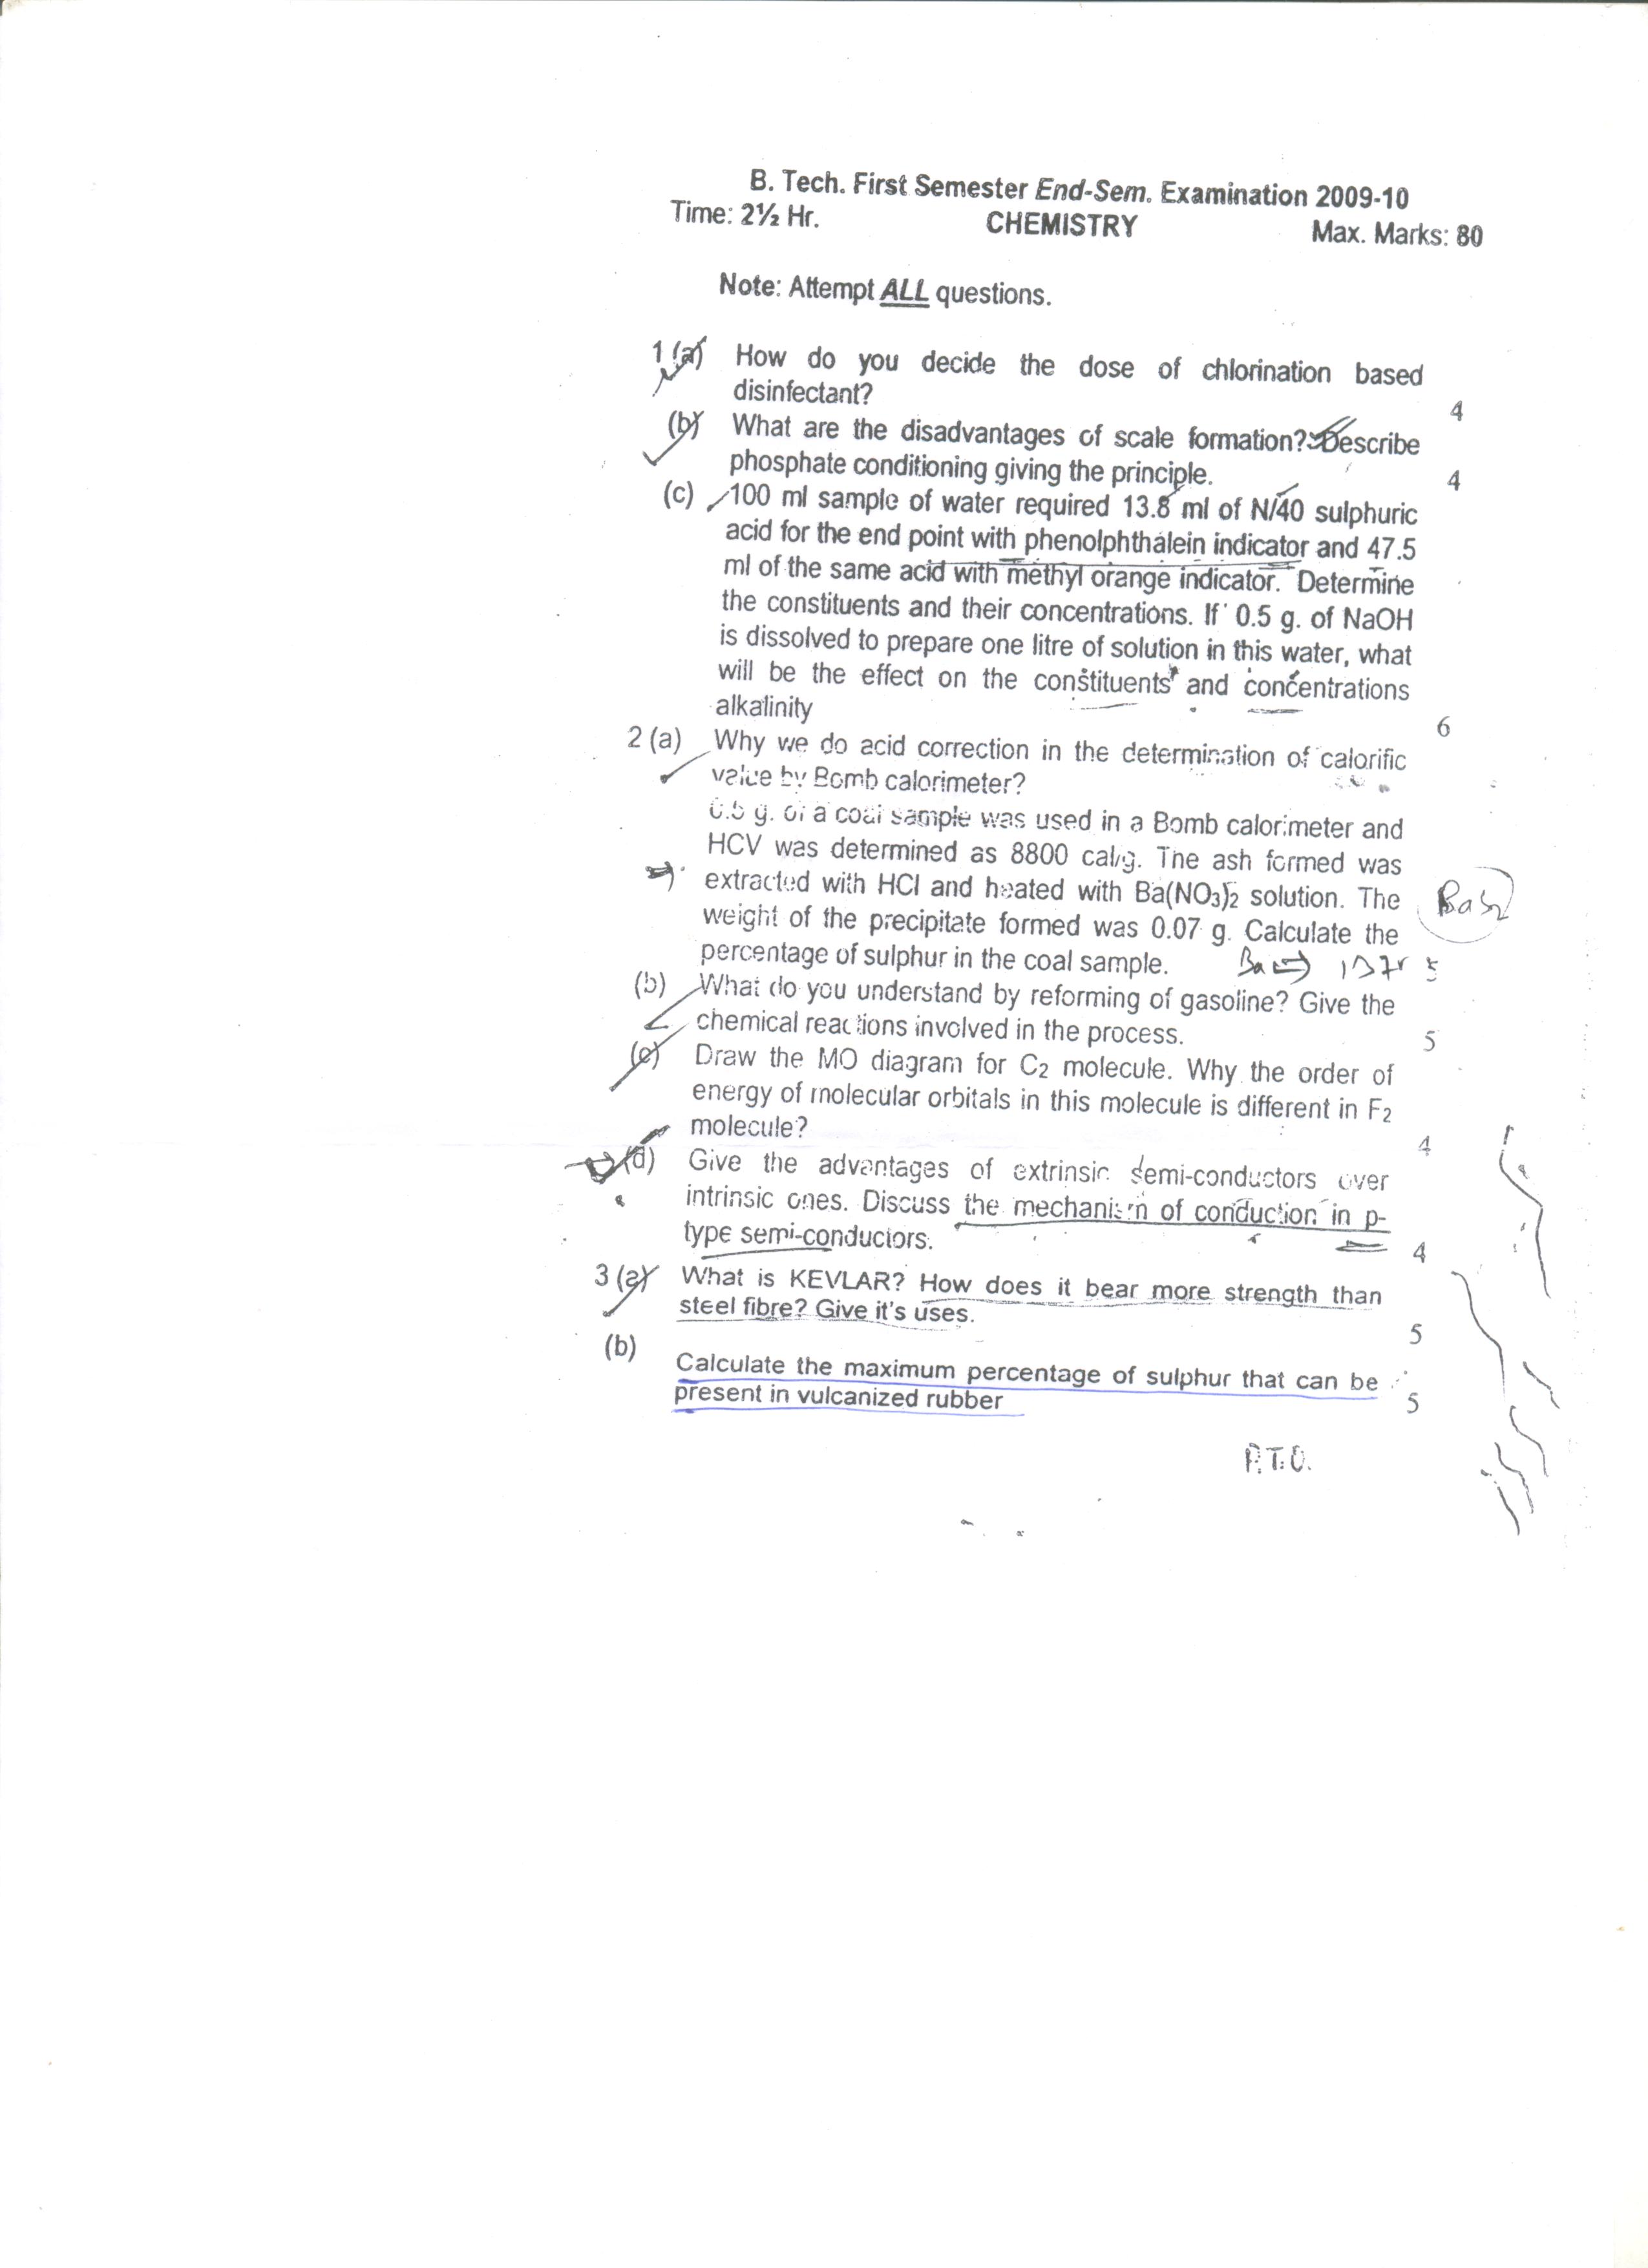 B. Tech. First Semester End-Sem. Examination 2009-10
Time: 2½ Hr. CHEMISTRY Max. Marks: 80
Note: Attempt ALL questions.
1 (a) How do you decide the dose of chlorination based
disinfectant? 4
(b) What are the disadvantages of scale formation? Describe
phosphate conditioning giving the principle. 4
(c) 100 ml sample of water required 13.8 ml of N/40 sulphuric
acid for the end point with phenolphthalein indicator and 47.5
ml of the same acid with methyl orange indicator. Determine
the constituents and their concentrations. If 0.5 g. of NaOH
is dissolved to prepare one litre of solution in this water, what
will be the effect on the constituents and concentrations
alkalinity 6
2 (a) Why we do acid correction in the determination of calorific
value by Bomb calorimeter?
0.5 g. of a coal sample was used in a Bomb calorimeter and
HCV was determined as 8800 cal/g. The ash formed was
extracted with HCl and heated with Ba(NO3)2 solution. The
weight of the precipitate formed was 0.07 g. Calculate the
percentage of sulphur in the coal sample. 5
(b) What do you understand by reforming of gasoline? Give the
chemical reactions involved in the process. 5
(c) Draw the MO diagram for C2 molecule. Why the order of
energy of molecular orbitals in this molecule is different in F2
molecule? 4
(d) Give the advantages of extrinsic semi-conductors over
intrinsic ones. Discuss the mechanism of conduction in p-
type semi-conductors. 4
3 (a) What is KEVLAR? How does it bear more strength than
steel fibre? Give it's uses. 5
(b) Calculate the maximum percentage of sulphur that can be
present in vulcanized rubber 5
P.T.O.